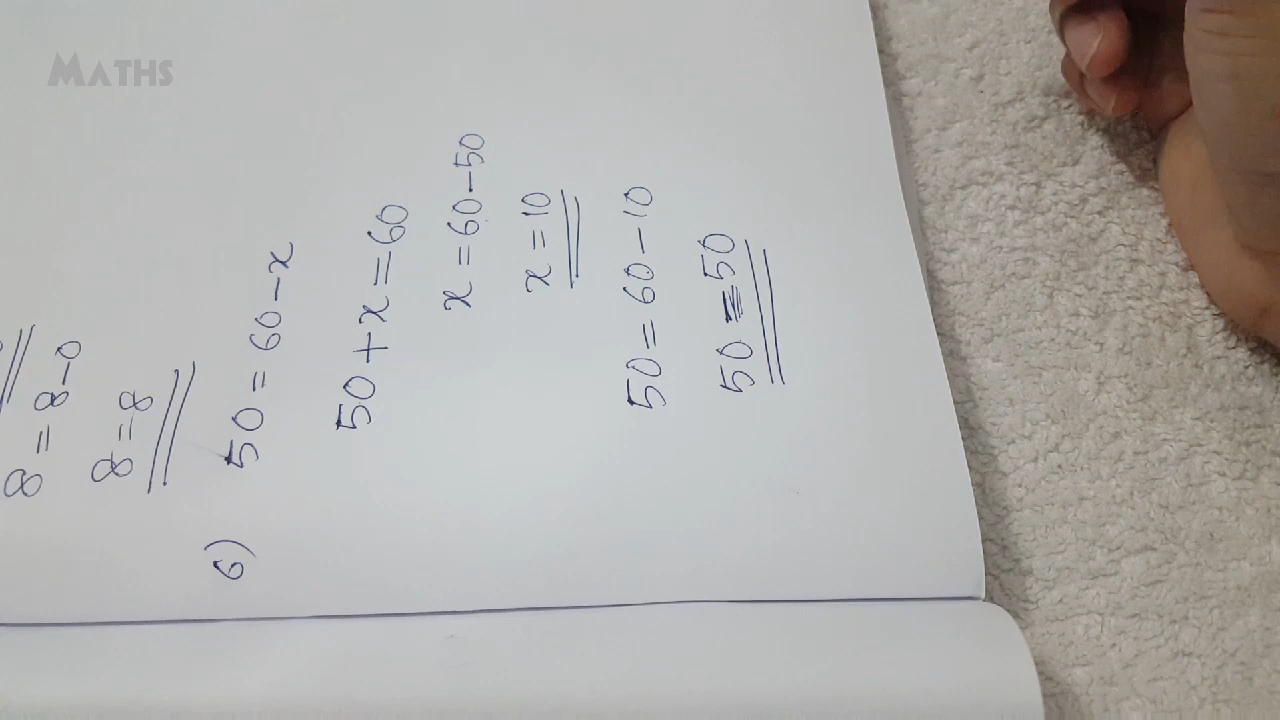 MATHS
8 = 8 - 0
8 = 8
6) 50 = 60 - x
50 + x = 60
x = 60 - 50
x = 10
50 = 60 - 10
50 = 50